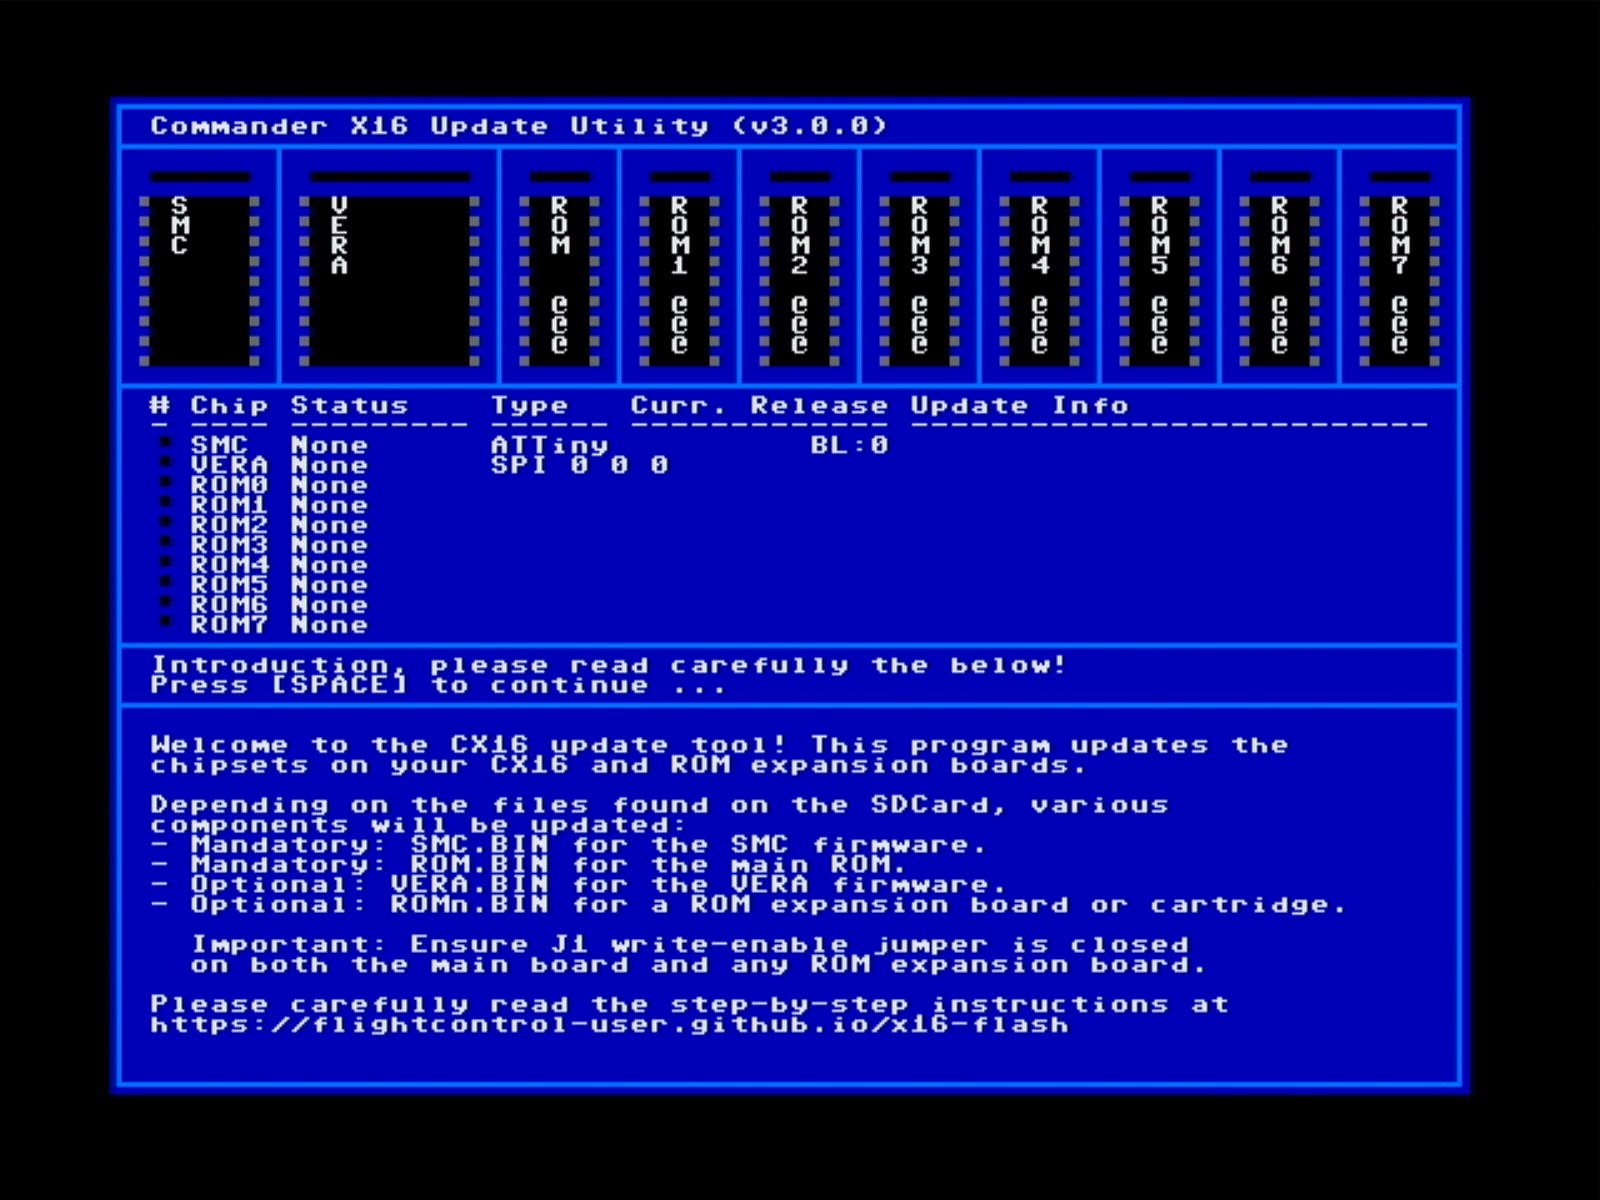 Commander X16 Update Utility (v3.0.0)
SMC VERA ROM @@@ ROM1 @@@ ROM2 @@@ ROM3 @@@ ROM4 @@@ ROM5 @@@ ROM6 @@@ ROM7 @@@
# Chip Status Type Curr. Release Update Info
- ---- --------- ------ ------------- --------------------------
SMC None ATTiny BL:0
VERA None SPI 0 0 0
ROM0 None
ROM1 None
ROM2 None
ROM3 None
ROM4 None
ROM5 None
ROM6 None
ROM7 None
Introduction, please read carefully the below!
Press [SPACE] to continue ...
Welcome to the CX16 update tool! This program updates the
chipsets on your CX16 and ROM expansion boards.
Depending on the files found on the SDCard, various
components will be updated:
- Mandatory: SMC.BIN for the SMC firmware.
- Mandatory: ROM.BIN for the main ROM.
- Optional: VERA.BIN for the VERA firmware.
- Optional: ROMn.BIN for a ROM expansion board or cartridge.
Important: Ensure J1 write-enable jumper is closed
on both the main board and any ROM expansion board.
Please carefully read the step-by-step instructions at
https://flightcontrol-user.github.io/x16-flash